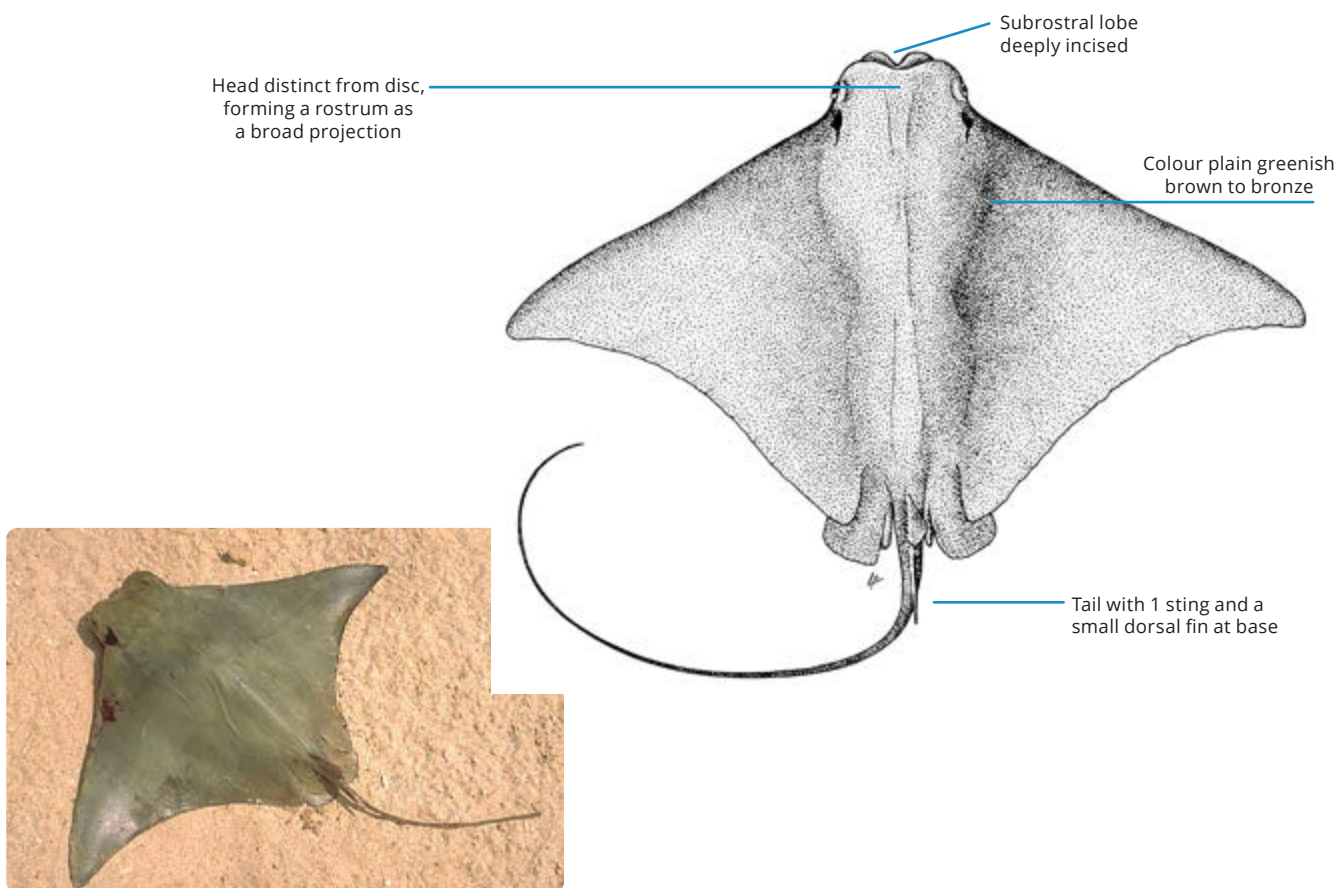 Subrostral lobe
deeply incised
Head distinct from disc,
forming a rostrum as
a broad projection
Colour plain greenish
brown to bronze
Tail with 1 sting and a
small dorsal fin at base